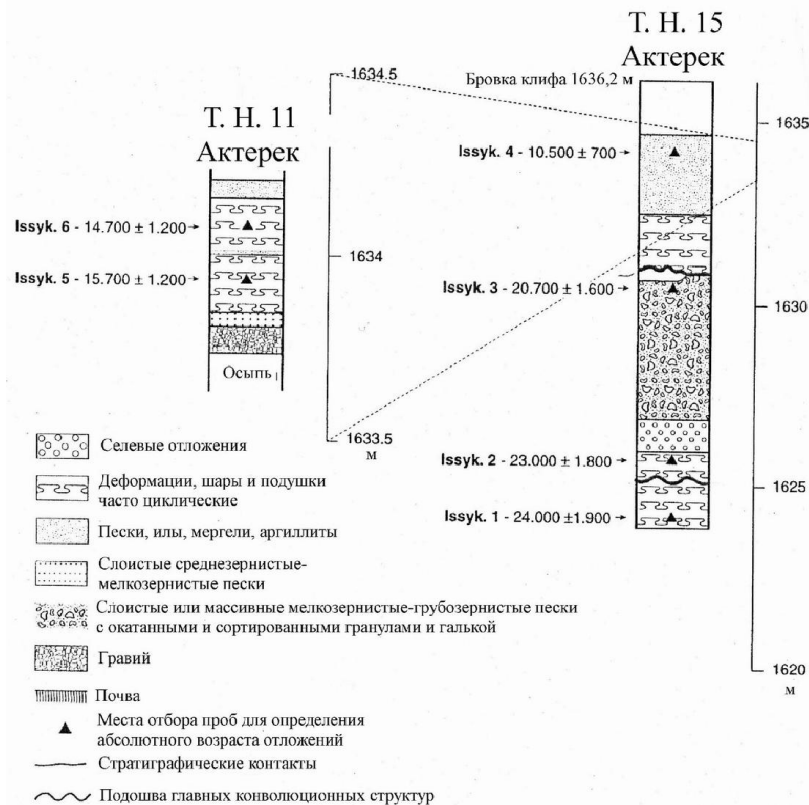 Т. Н. 15
Актерек
Бровка клифа 1636,2 м
1635
Issyk. 4 - 10.500 ± 700
Issyk. 3 - 20.700 ± 1.600
1630
Issyk. 2 - 23.000 ± 1.800
1625
Issyk. 1 - 24.000 ±1.900
1620
м
1634.5
Т. Н. 11
Актерек
Issyk. 6 - 14.700 ± 1.200
1634
Issyk. 5 - 15.700 ± 1.200
Осыпь
1633.5
м
Селевые отложения
Деформации, шары и подушки
часто циклические
Пески, илы, мергели, аргиллиты
Слоистые среднезернистые-
мелкозернистые пески
Слоистые или массивные мелкозернистые-грубозернистые пески
с окатанными и сортированными гранулами и галькой
Гравий
Почва
Места отбора проб для определения
абсолютного возраста отложений
Стратиграфические контакты
Подошва главных конволюционных структур